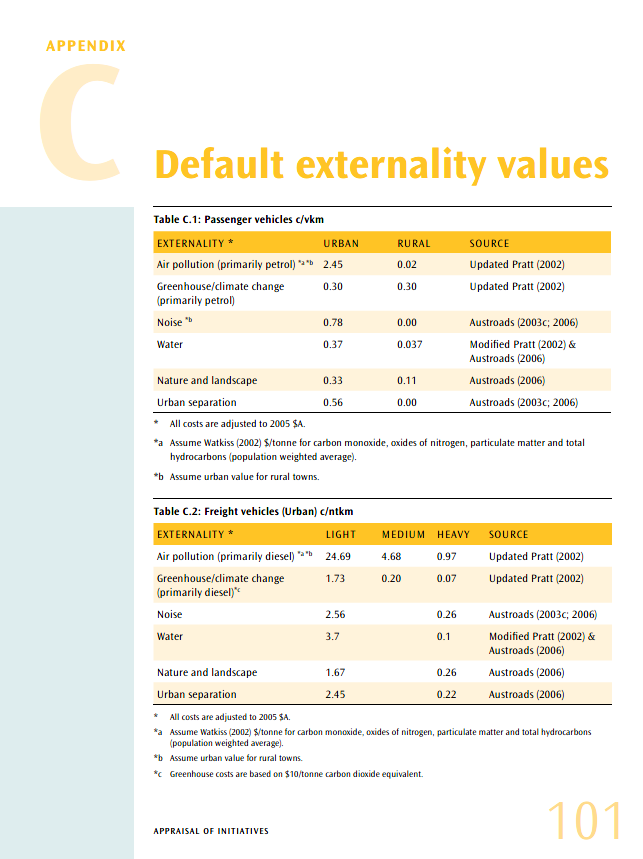 APPENDIX
C
Default externality values
Table C.1: Passenger vehicles c/vkm
EXTERNALITY * URBAN RURAL SOURCE
Air pollution (primarily petrol) *a *b 2.45 0.02 Updated Pratt (2002)
Greenhouse/climate change 0.30 0.30 Updated Pratt (2002)
(primarily petrol)
Noise *b 0.78 0.00 Austroads (2003c; 2006)
Water 0.37 0.037 Modified Pratt (2002) &
Austroads (2006)
Nature and landscape 0.33 0.11 Austroads (2006)
Urban separation 0.56 0.00 Austroads (2003c; 2006)
* All costs are adjusted to 2005 $A.
*a Assume Watkiss (2002) $/tonne for carbon monoxide, oxides of nitrogen, particulate matter and total
hydrocarbons (population weighted average).
*b Assume urban value for rural towns.
Table C.2: Freight vehicles (Urban) c/ntkm
EXTERNALITY * LIGHT MEDIUM HEAVY SOURCE
Air pollution (primarily diesel) *a *b 24.69 4.68 0.97 Updated Pratt (2002)
Greenhouse/climate change 1.73 0.20 0.07 Updated Pratt (2002)
(primarily diesel)*c
Noise 2.56 0.26 Austroads (2003c; 2006)
Water 3.7 0.1 Modified Pratt (2002) &
Austroads (2006)
Nature and landscape 1.67 0.26 Austroads (2006)
Urban separation 2.45 0.22 Austroads (2006)
* All costs are adjusted to 2005 $A.
*a Assume Watkiss (2002) $/tonne for carbon monoxide, oxides of nitrogen, particulate matter and total hydrocarbons
(population weighted average).
*b Assume urban value for rural towns.
*c Greenhouse costs are based on $10/tonne carbon dioxide equivalent.
APPRAISAL OF INITIATIVES
101